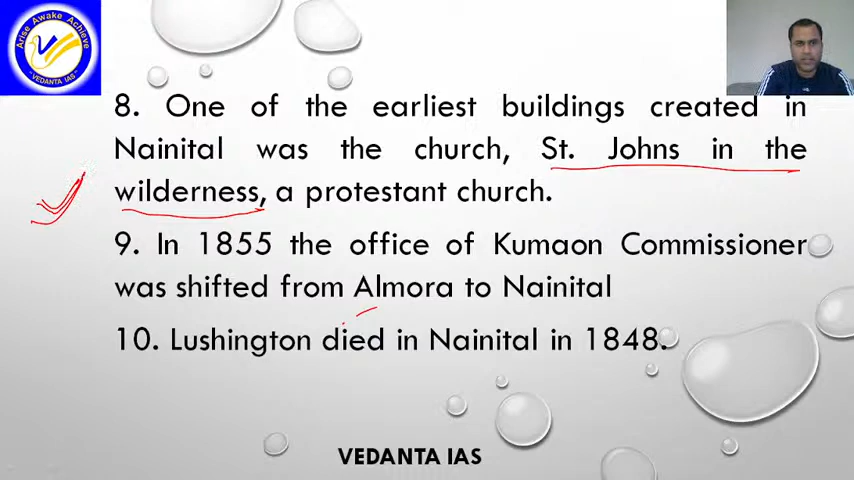 Arise Awake Achieve
VEDANTA IAS
8. One of the earliest buildings created in
Nainital was the church, St. Johns in the
wilderness, a protestant church.
9. In 1855 the office of Kumaon Commissioner
was shifted from Almora to Nainital
10. Lushington died in Nainital in 1848.
VEDANTA IAS